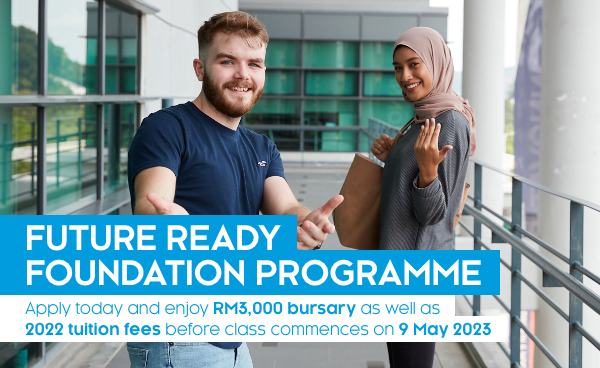 FUTURE READY
FOUNDATION PROGRAMME
Apply today and enjoy RM3,000 bursary as well as
2022 tuition fees before class commences on 9 May 2023